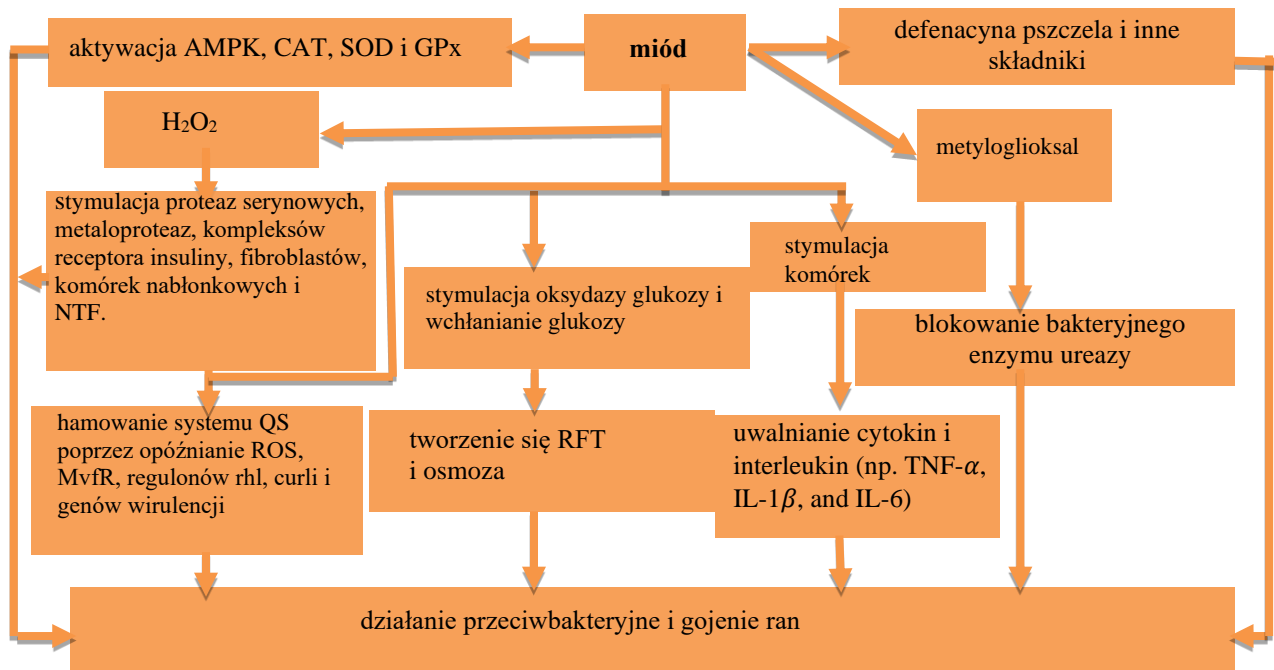 aktywacja AMPK, CAT, SOD i GPx
miód
defenacyna pszczela i inne
składniki
H₂O₂
metyloglioksal
stymulacja proteaz serynowych,
metaloproteaz, kompleksów
receptora insuliny, fibroblastów,
komórek nabłonkowych i
NTF.
stymulacja oksydazy glukozy i
wchłanianie glukozy
stymulacja
komórek
blokowanie bakteryjnego
enzymu ureazy
hamowanie systemu QS
poprzez opóźnianie ROS,
MvfR, regulonów rhl, curli i
genów wirulencji
tworzenie się RFT
i osmoza
uwalnianie cytokin i
interleukin (np. TNF-α,
IL-1β, and IL-6)
działanie przeciwbakteryjne i gojenie ran